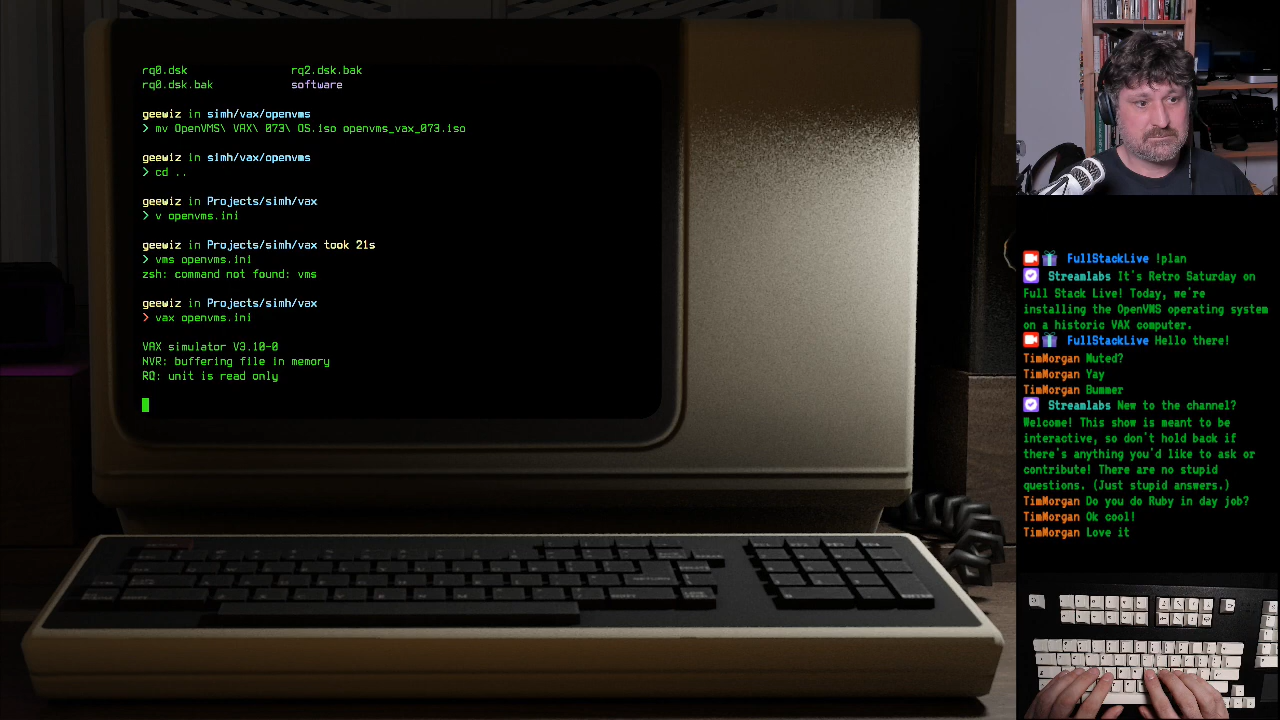 rq0.dsk rq2.dsk.bak
rq0.dsk.bak software
geewiz in simh/vax/openvms
❯ mv OpenVMS\ VAX\ 073\ OS.iso openvms_vax_073.iso
geewiz in simh/vax/openvms
❯ cd ..
geewiz in Projects/simh/vax
❯ v openvms.ini
geewiz in Projects/simh/vax took 21s
❯ vms openvms.ini
zsh: command not found: vms
geewiz in Projects/simh/vax
❯ vax openvms.ini
VAX simulator V3.10-0
NVR: buffering file in memory
RQ: unit is read only
FullStackLive !plan
Streamlabs It's Retro Saturday on
Full Stack Live! Today, we're
installing the OpenVMS operating system
on a historic VAX computer.
FullStackLive Hello there!
TimMorgan Muted?
TimMorgan Yay
TimMorgan Bummer
Streamlabs New to the channel?
Welcome! This show is meant to be
interactive, so don't hold back if
there's anything you'd like to ask or
contribute! There are no stupid
questions. (Just stupid answers.)
TimMorgan Do you do Ruby in day job?
TimMorgan Ok cool!
TimMorgan Love it